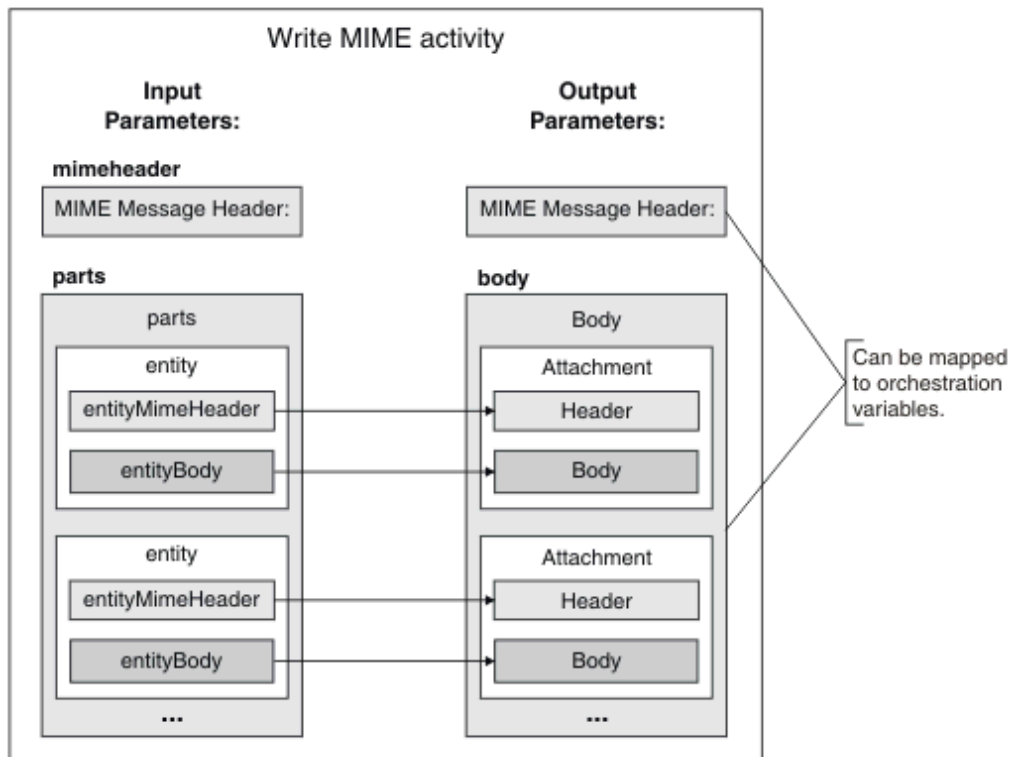 Write MIME activity
Input
Parameters:
Output
Parameters:
mimeheader
MIME Message Header:
MIME Message Header:
parts
body
parts
Body
entity
Attachment
entityMimeHeader
Header
entityBody
Body
entity
Attachment
entityMimeHeader
Header
entityBody
Body
...
...
Can be mapped
to orchestration
variables.